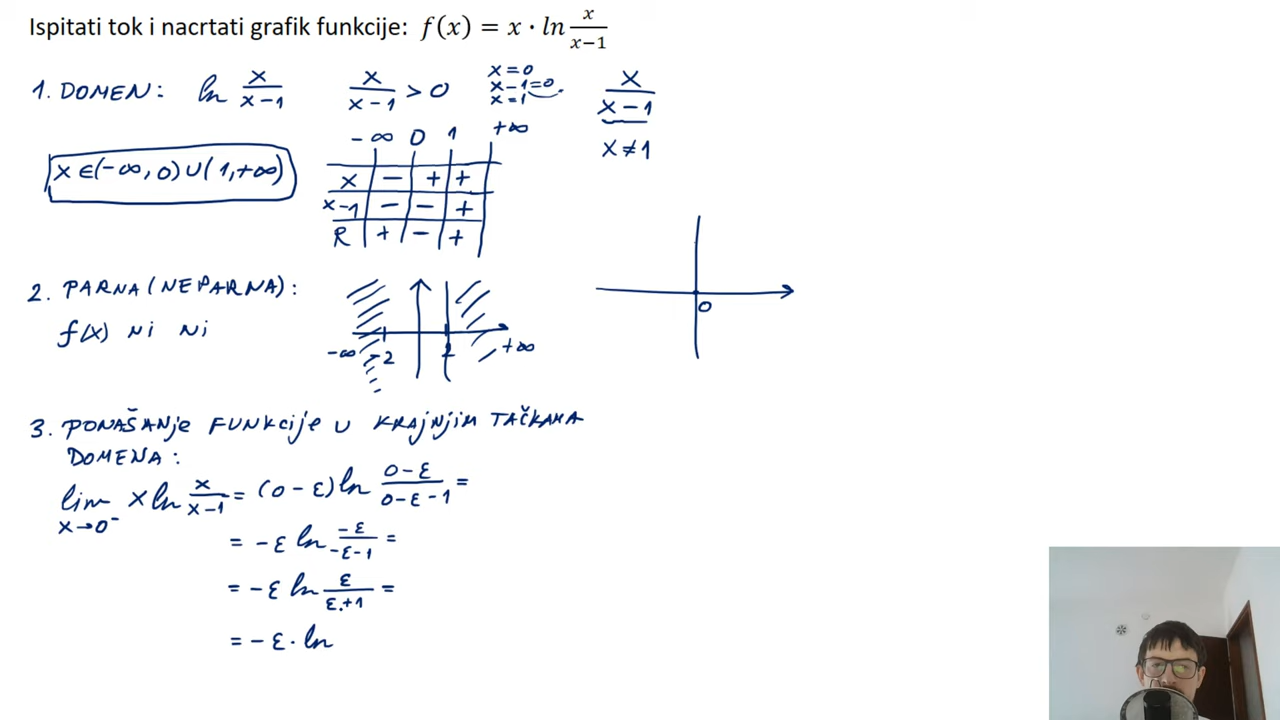 Ispitati tok i nacrtati grafik funkcije: f(x) = x · ln x/(x−1)
1. DOMEN: ln x/(x−1)   x/(x−1) > 0   x=0   x/(x−1)
x−1=0
x=1
x≠1
x∈(−∞,0)∪(1,+∞)
−∞ 0 1 +∞
x − + +
x−1 − − +
R + − +
2. PARNA (NEPARNA):
f(x) Ni Ni
−∞ −2 +∞
0
3. PONAŠANjE FUNKCIjE U KRAjNjIM TAČKAMA
DOMENA:
lim x→0⁻ x ln x/(x−1) = (0−ε) ln (0−ε)/(0−ε−1) =
= −ε ln −ε/(−ε−1) =
= −ε ln ε/(ε+1) =
= −ε · ln